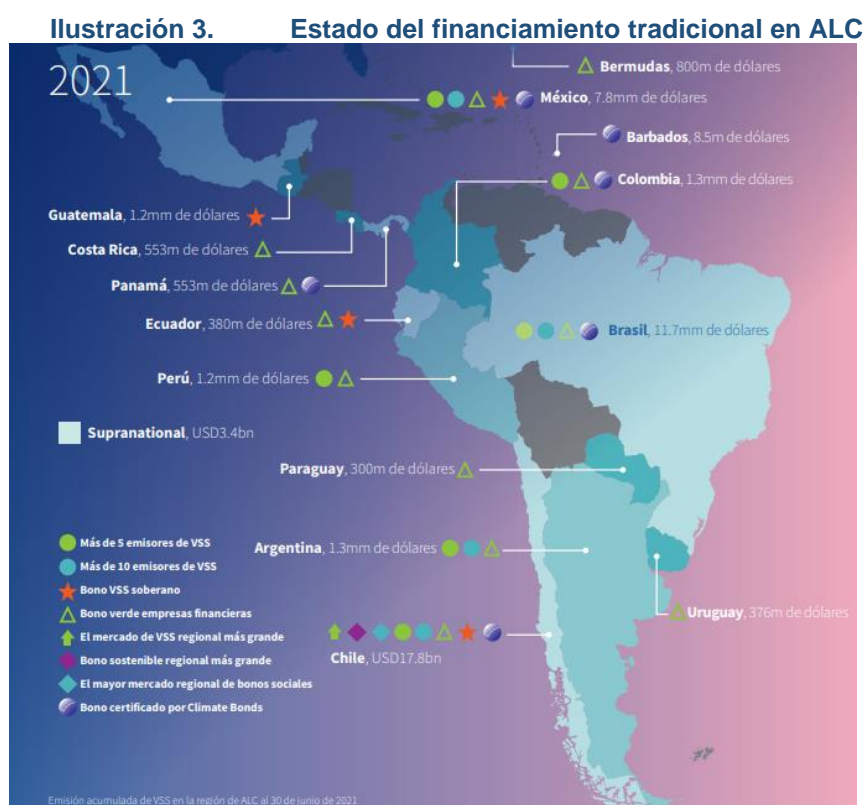 Ilustración 3. Estado del financiamiento tradicional en ALC
2021
Bermudas, 800m de dólares
México, 7.8mm de dólares
Barbados, 8.5m de dólares
Colombia, 1.3mm de dólares
Guatemala, 1.2mm de dólares
Costa Rica, 553m de dólares
Panamá, 553m de dólares
Ecuador, 380m de dólares
Brasil, 11.7mm de dólares
Perú, 1.2mm de dólares
Supranational, USD3.4bn
Paraguay, 300m de dólares
Más de 5 emisores de VSS
Más de 10 emisores de VSS
Bono VSS soberano
Bono verde empresas financieras
El mercado de VSS regional más grande
Bono sostenible regional más grande
El mayor mercado regional de bonos sociales
Bono certificado por Climate Bonds
Argentina, 1.3mm de dólares
Uruguay, 376m de dólares
Chile, USD17.8bn
Emisión acumulada de VSS en la región de ALC al 30 de junio de 2021